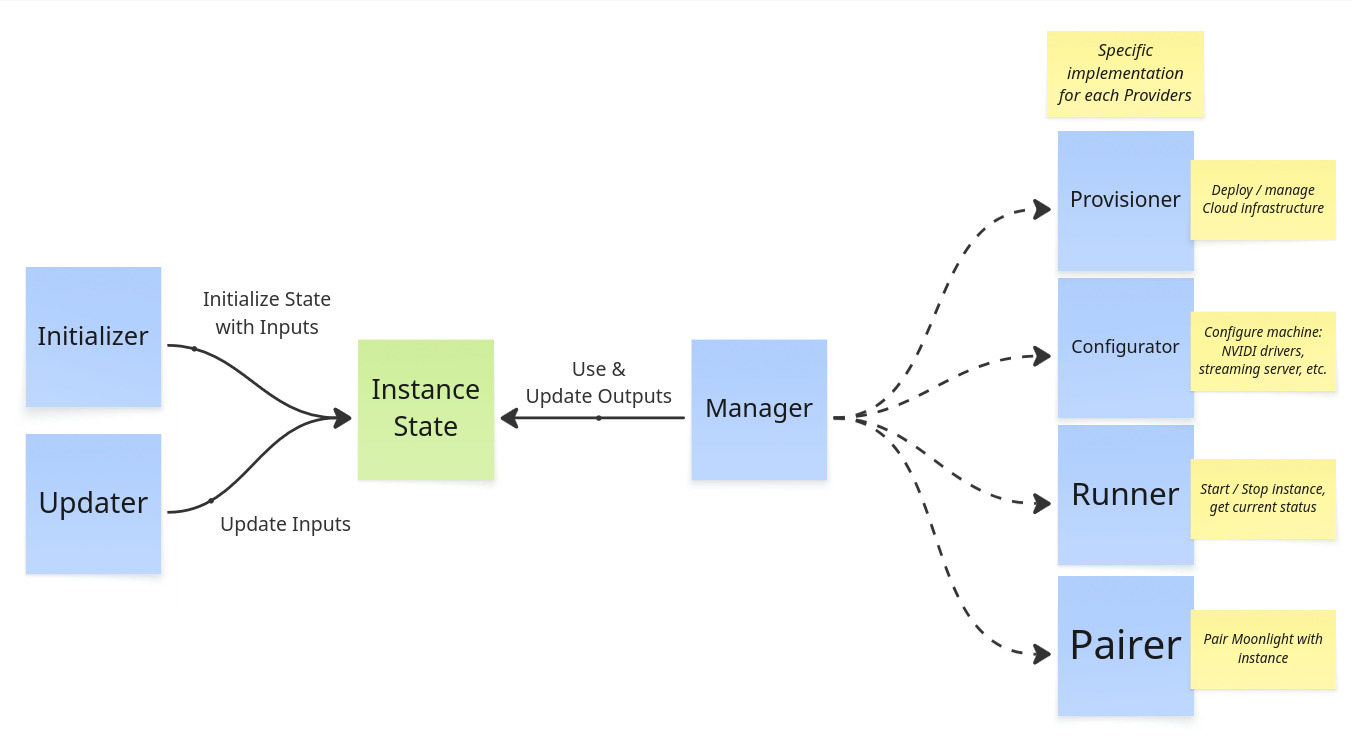 Specific
implementation
for each Providers
Provisioner
Deploy / manage
Cloud infrastructure
Initializer
Initialize State
with Inputs
Configurator
Configure machine:
NVIDI drivers,
streaming server, etc.
Instance
State
Use &
Update Outputs
Manager
Updater
Update Inputs
Runner
Start / Stop instance,
get current status
Pairer
Pair Moonlight with
instance